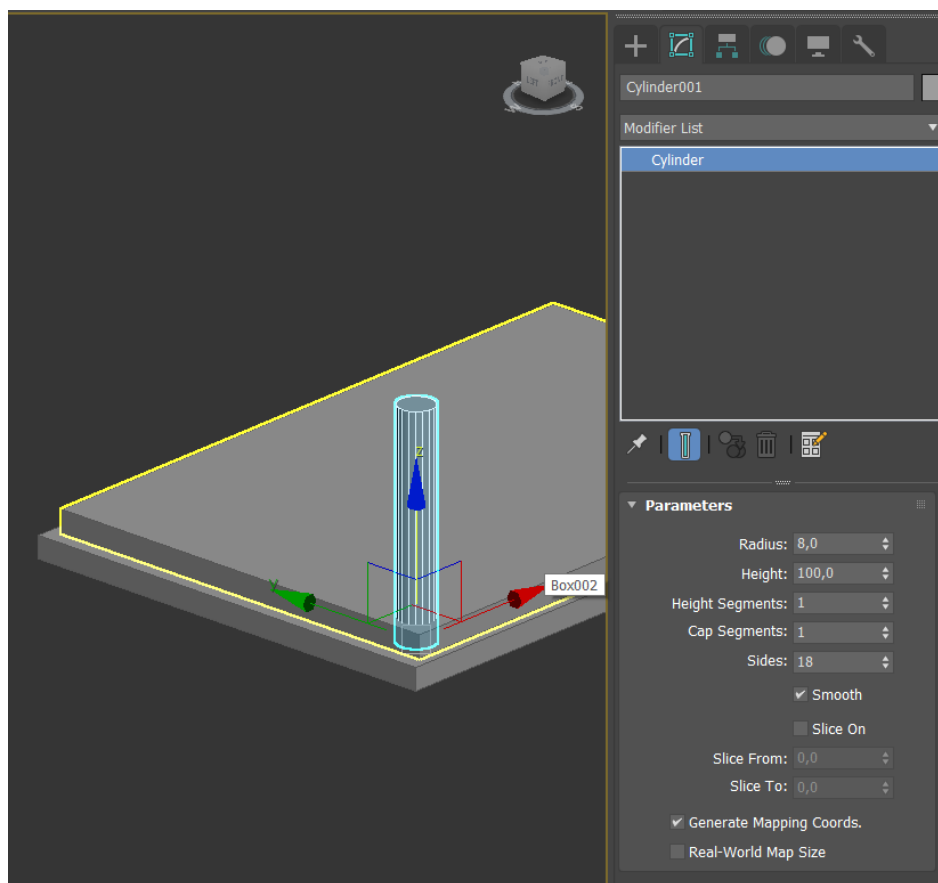 Cylinder001
Modifier List
Cylinder
z
y
Box002
Parameters
Radius: 8,0
Height: 100,0
Height Segments: 1
Cap Segments: 1
Sides: 18
Smooth
Slice On
Slice From: 0,0
Slice To: 0,0
Generate Mapping Coords.
Real-World Map Size